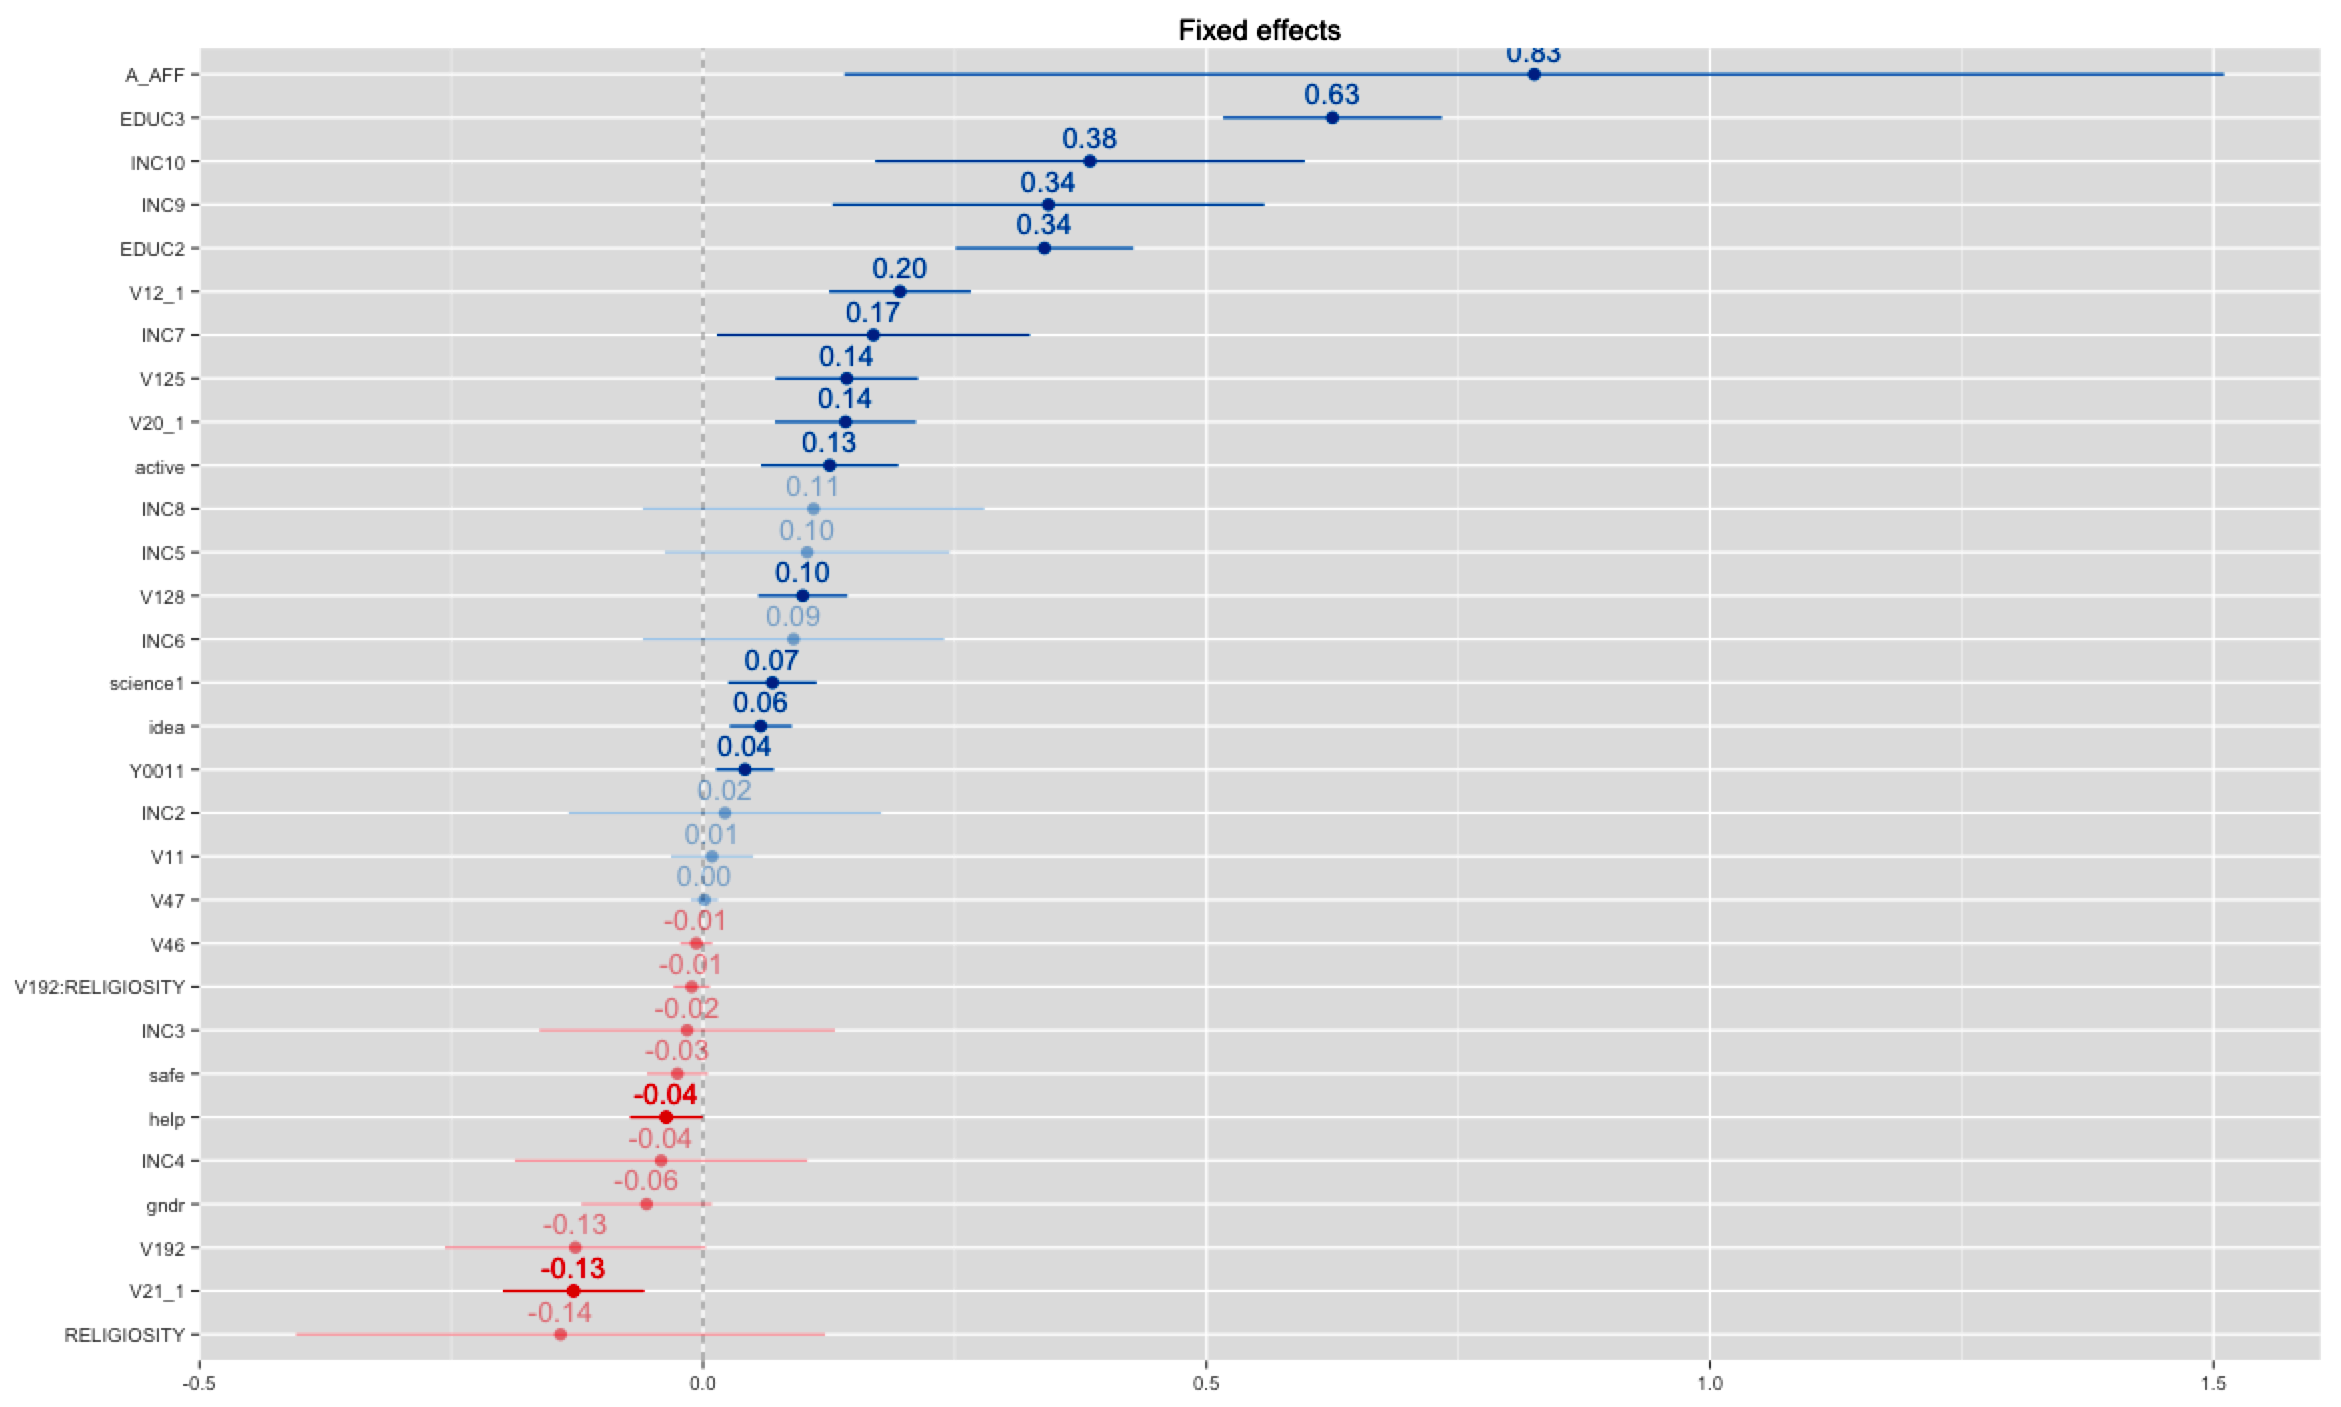 Fixed effects
A_AFF 0.83
EDUC3 0.63
INC10 0.38
INC9 0.34
EDUC2 0.34
V12_1 0.20
INC7 0.17
V125 0.14
V20_1 0.14
active 0.13
INC8 0.11
INC5 0.10
V128 0.10
INC6 0.09
science1 0.07
idea 0.06
Y0011 0.04
INC2 0.02
V11 0.01
V47 0.00
V46 -0.01
V192:RELIGIOSITY -0.01
INC3 -0.02
safe -0.03
help -0.04
INC4 -0.04
gndr -0.06
V192 -0.13
V21_1 -0.13
RELIGIOSITY -0.14
-0.5 0.0 0.5 1.0 1.5